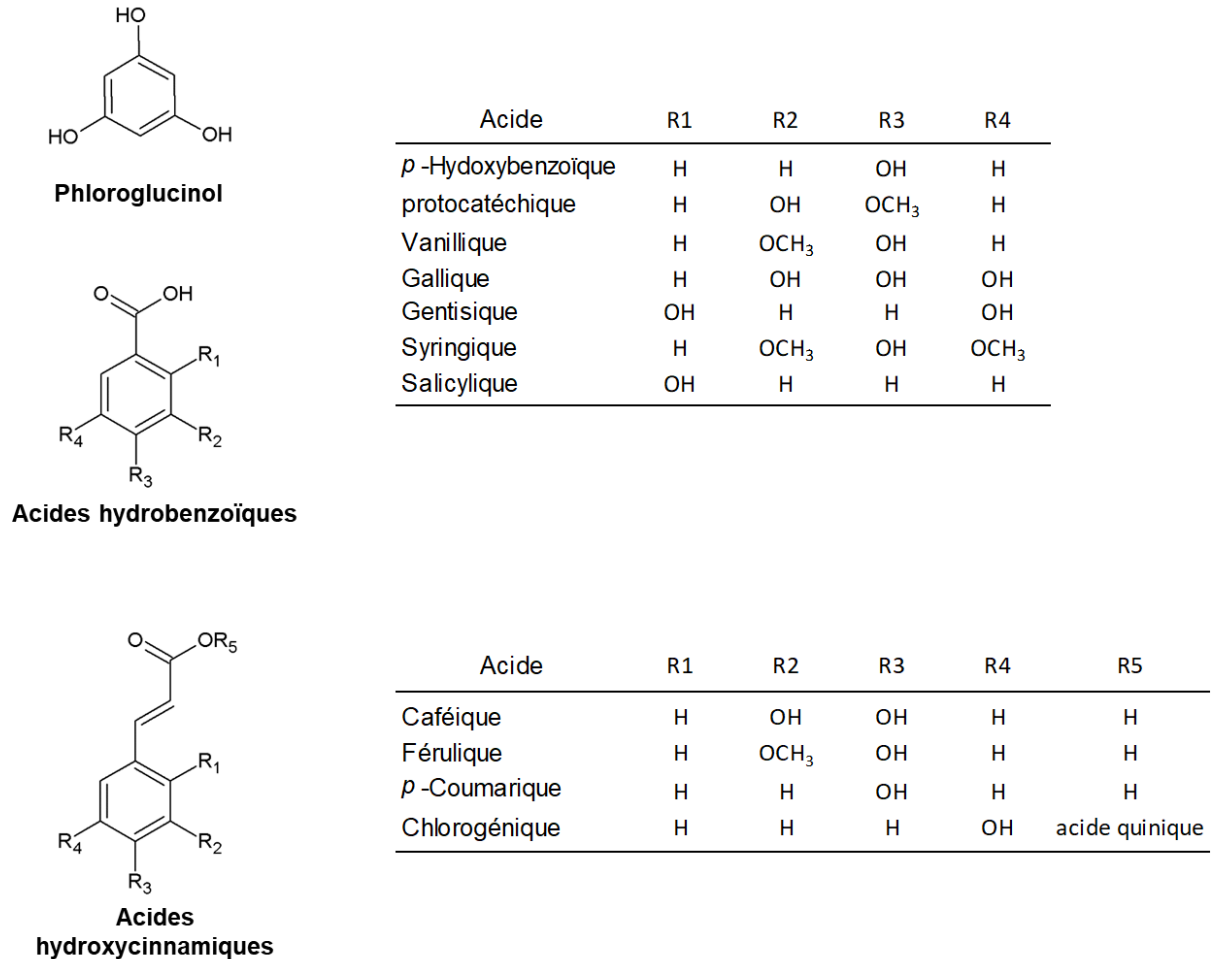 HO
HO
OH
Phloroglucinol
Acide R1 R2 R3 R4
p -Hydoxybenzoïque H H OH H
protocatéchique H OH OCH₃ H
Vanillique H OCH₃ OH H
Gallique H OH OH OH
Gentisique OH H H OH
Syringique H OCH₃ OH OCH₃
Salicylique OH H H H
O OH
R₁
R₄ R₂
R₃
Acides hydrobenzoïques
O OR₅
R₁
R₄ R₂
R₃
Acides
hydroxycinnamiques
Acide R1 R2 R3 R4 R5
Caféique H OH OH H H
Férulique H OCH₃ OH H H
p -Coumarique H H OH H H
Chlorogénique H H H OH acide quinique